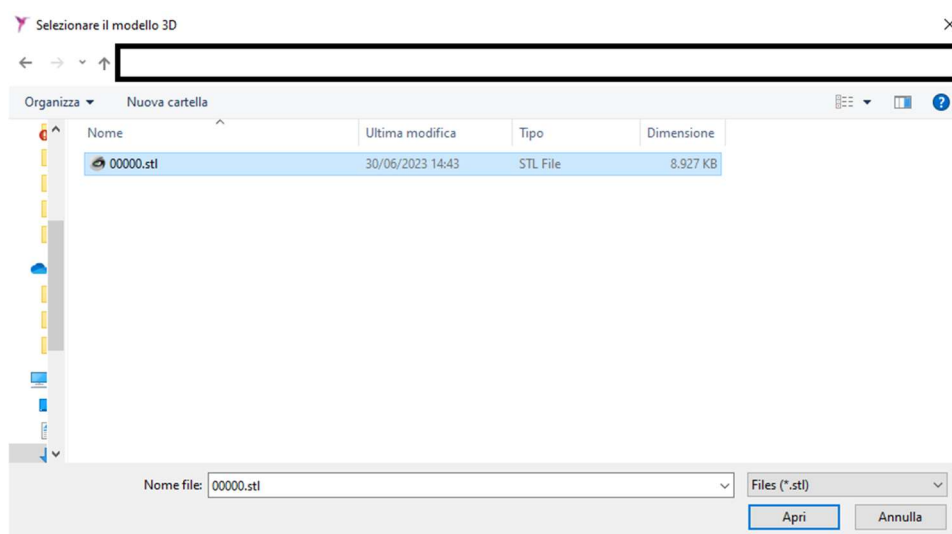 Selezionare il modello 3D
Organizza Nuova cartella
Nome Ultima modifica Tipo Dimensione
00000.stl 30/06/2023 14:43 STL File 8.927 KB
Nome file: 00000.stl Files (*.stl)
Apri Annulla